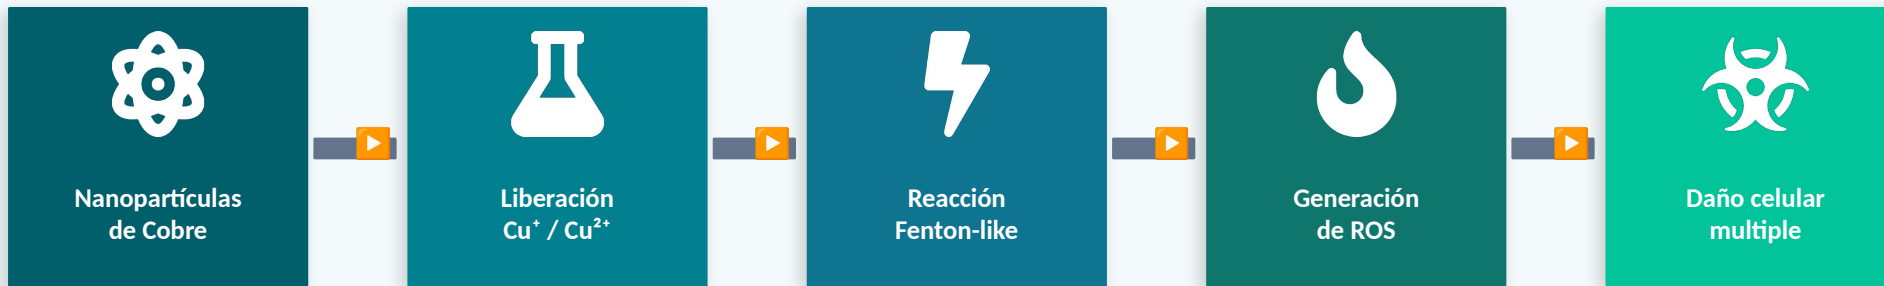 Nanopartículas
de Cobre
Liberación
Cu⁺ / Cu²⁺
Reacción
Fenton-like
Generación
de ROS
Daño celular
multiple